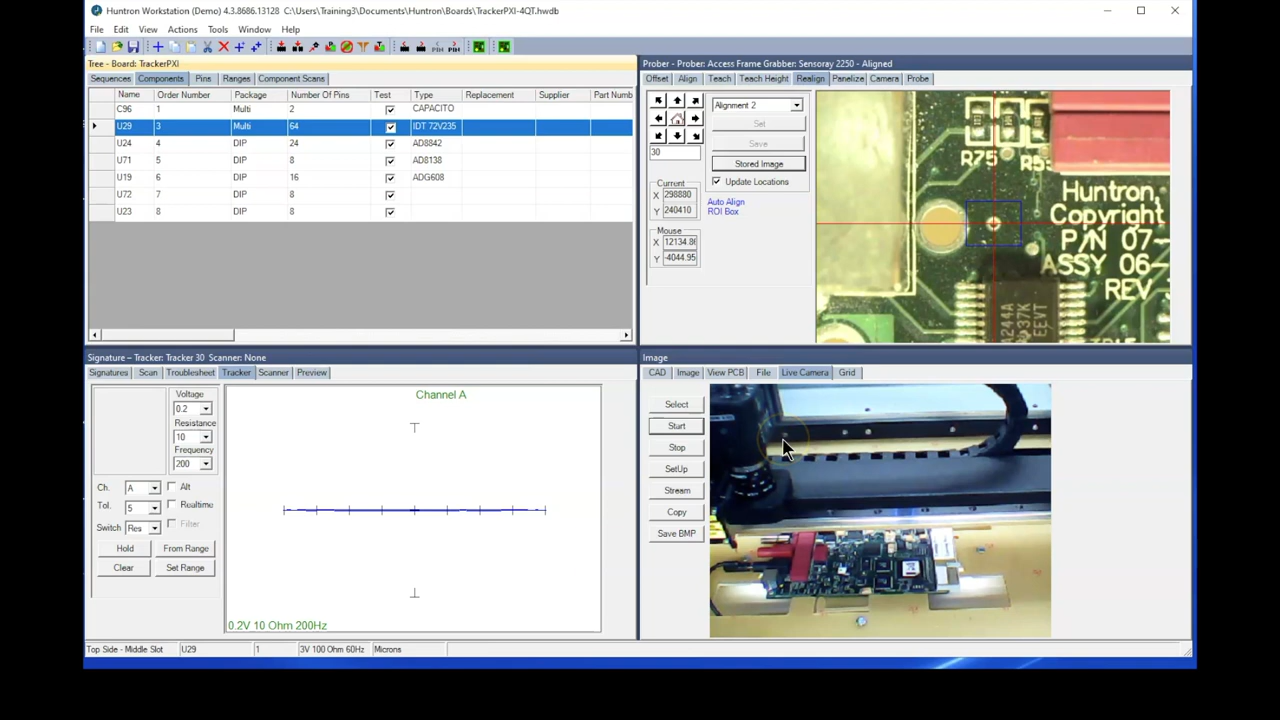 Huntron Workstation (Demo) 4.3.8686.13128 C:\Users\Training3\Documents\Huntron\Boards\TrackerPXI-4QT.hwdb
File Edit View Actions Tools Window Help
Tree - Board: TrackerPXI
Sequences Components Pins Ranges Component Scans
Name Order Number Package Number Of Pins Test Type Replacement Supplier Part Numb
C96 1 Multi 2 CAPACITO
U29 3 Multi 64 IDT 72V235
U24 4 DIP 24 AD8842
U71 5 DIP 8 AD8138
U19 6 DIP 16 ADG608
U72 7 DIP 8
U23 8 DIP 8
Prober - Prober: Access Frame Grabber: Sensoray 2250 - Aligned
Offset Align Teach Teach Height Realign Panelize Camera Probe
Alignment 2
Set
Save
30
Stored Image
Update Locations
Current
X 298880
Y 240410
Auto Align
ROI Box
Mouse
X 12134.86
Y -4044.95
R75
Huntron,
Copyright
P/N 07-
ASSY 06-
REV
244A
37K
EEVT
Signature – Tracker: Tracker 30 Scanner: None
Signatures Scan Troublesheet Tracker Scanner Preview
Voltage
0.2
Resistance
10
Frequency
200
Ch. A Alt
Tol. 5 Realtime
Switch Res Filter
Hold From Range
Clear Set Range
Channel A
0.2V 10 Ohm 200Hz
Image
CAD Image View PCB File Live Camera Grid
Select
Start
Stop
SetUp
Stream
Copy
Save BMP
Top Side - Middle Slot U29 1 3V 100 Ohm 60Hz Microns